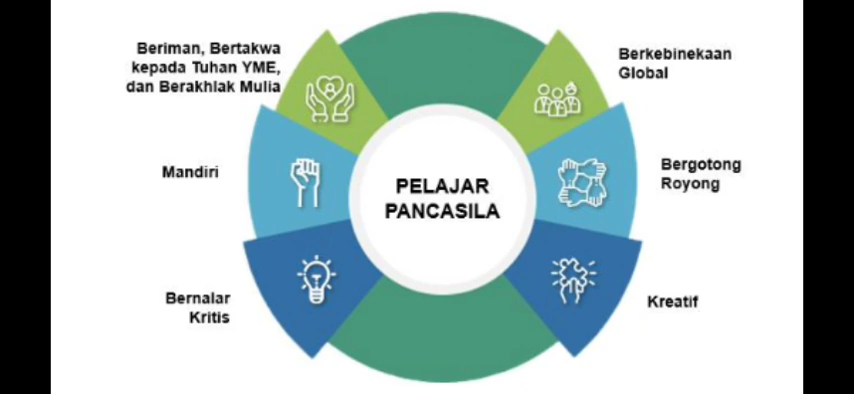 Beriman, Bertakwa
kepada Tuhan YME,
dan Berakhlak Mulia
Berkebinekaan
Global
Mandiri
Bergotong
Royong
PELAJAR
PANCASILA
Bernalar
Kritis
Kreatif